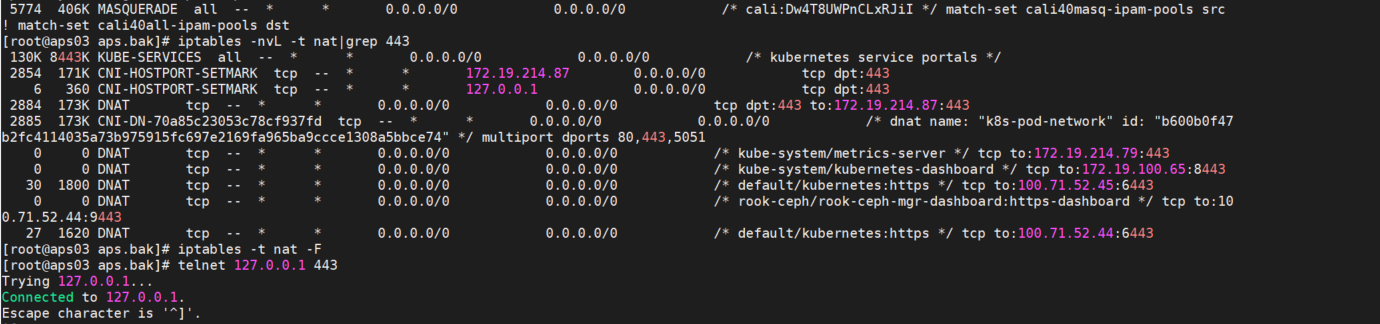 5774  406K MASQUERADE  all  --  *      *       0.0.0.0/0            0.0.0.0/0            /* cali:Dw4T8UWPnCLxRJiI */ match-set cali40masq-ipam-pools src
! match-set cali40all-ipam-pools dst
[root@aps03 aps.bak]# iptables -nvL -t nat|grep 443
 130K 8443K KUBE-SERVICES  all  --  *      *       0.0.0.0/0            0.0.0.0/0            /* kubernetes service portals */
 2854  171K CNI-HOSTPORT-SETMARK  tcp  --  *      *       172.19.214.87        0.0.0.0/0            tcp dpt:443
    6   360 CNI-HOSTPORT-SETMARK  tcp  --  *      *       127.0.0.1            0.0.0.0/0            tcp dpt:443
 2884  173K DNAT       tcp  --  *      *       0.0.0.0/0            0.0.0.0/0            tcp dpt:443 to:172.19.214.87:443
 2885  173K CNI-DN-70a85c23053c78cf937fd  tcp  --  *      *       0.0.0.0/0            0.0.0.0/0            /* dnat name: "k8s-pod-network" id: "b600b0f47
b2fc4114035a73b975915fc697e2169fa965ba9ccce1308a5bbce74" */ multiport dports 80,443,5051
    0     0 DNAT       tcp  --  *      *       0.0.0.0/0            0.0.0.0/0            /* kube-system/metrics-server */ tcp to:172.19.214.79:443
    0     0 DNAT       tcp  --  *      *       0.0.0.0/0            0.0.0.0/0            /* kube-system/kubernetes-dashboard */ tcp to:172.19.100.65:8443
   30  1800 DNAT       tcp  --  *      *       0.0.0.0/0            0.0.0.0/0            /* default/kubernetes:https */ tcp to:100.71.52.45:6443
    0     0 DNAT       tcp  --  *      *       0.0.0.0/0            0.0.0.0/0            /* rook-ceph/rook-ceph-mgr-dashboard:https-dashboard */ tcp to:10
0.71.52.44:9443
   27  1620 DNAT       tcp  --  *      *       0.0.0.0/0            0.0.0.0/0            /* default/kubernetes:https */ tcp to:100.71.52.44:6443
[root@aps03 aps.bak]# iptables -t nat -F
[root@aps03 aps.bak]# telnet 127.0.0.1 443
Trying 127.0.0.1...
Connected to 127.0.0.1.
Escape character is '^]'.